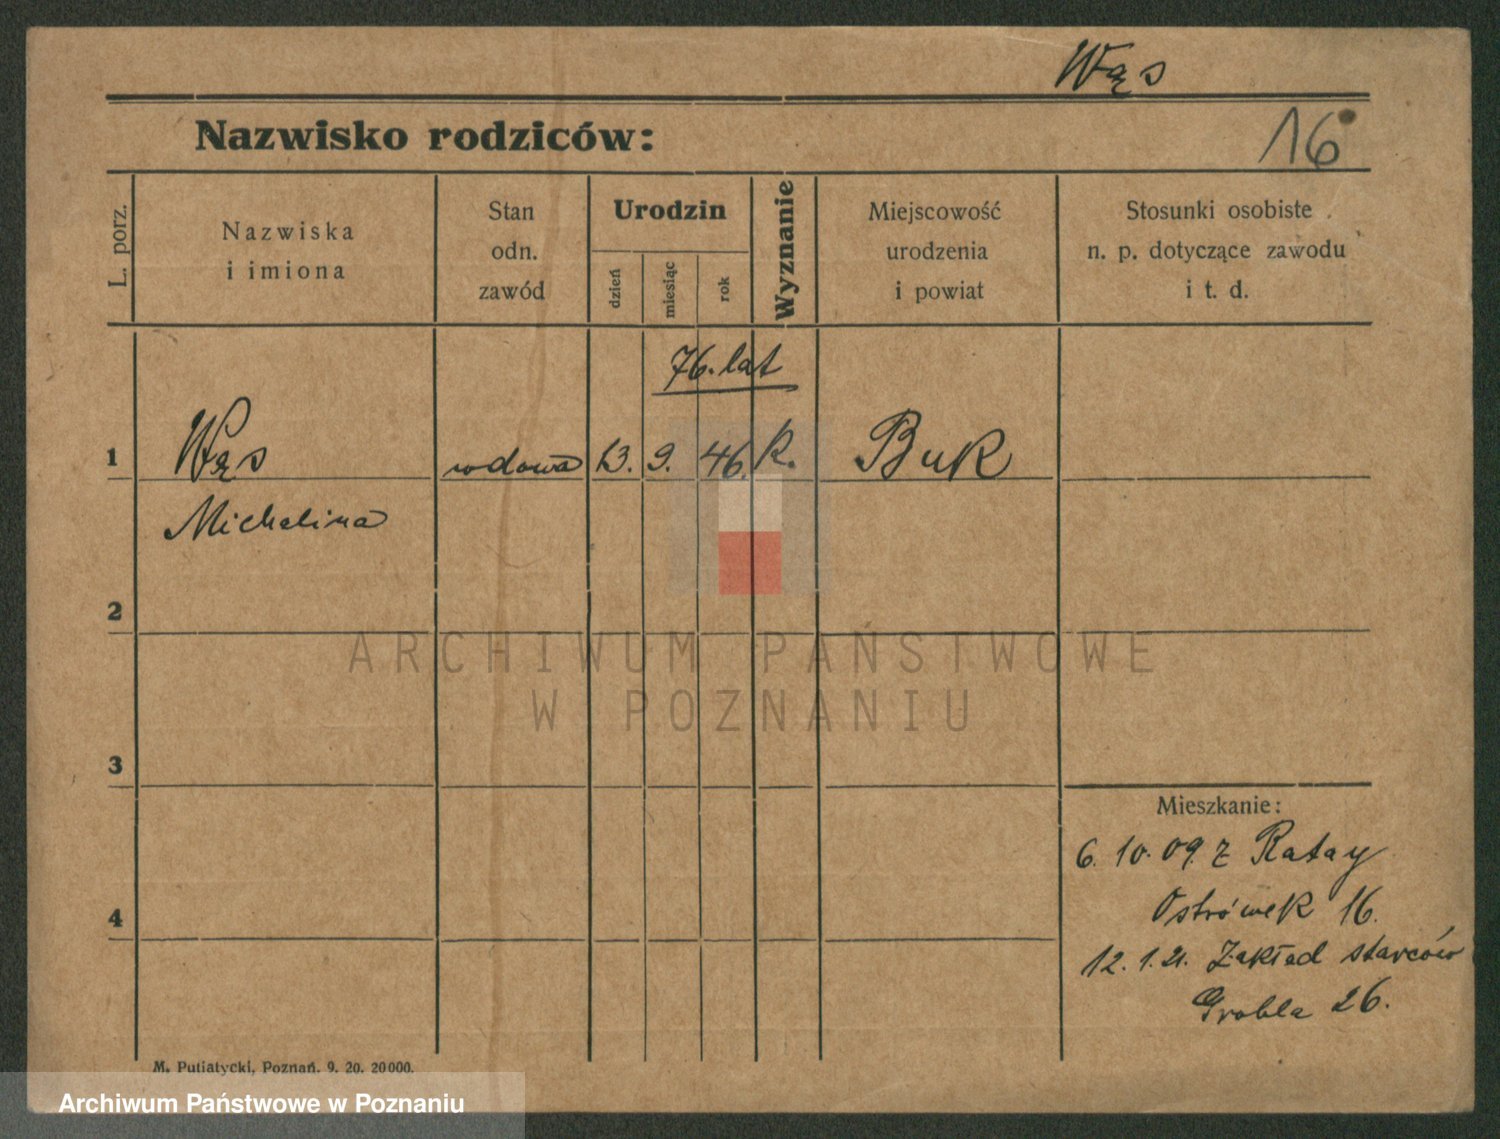 Wąs
Nazwisko rodziców:
16
L. porz.
Nazwiska
i imiona
Stan
odn.
zawód
Urodzin
dzień
miesiąc
rok
Wyznanie
Miejscowość
urodzenia
i powiat
Stosunki osobiste
n. p. dotyczące zawodu
i t. d.
76. lat
1 Wąs wdowa 13. 9. 46. k. Buk
Michalina
2
ARCHIWUM PAŃSTWOWE
W POZNANIU
3
Mieszkanie:
6. 10. 09. z Ratay
Ostrówek 16.
4
12. 1. 21. Zakład starców
Grobla 26.
M. Putiatycki, Poznań. 9. 20. 20000.
Archiwum Państwowe w Poznaniu